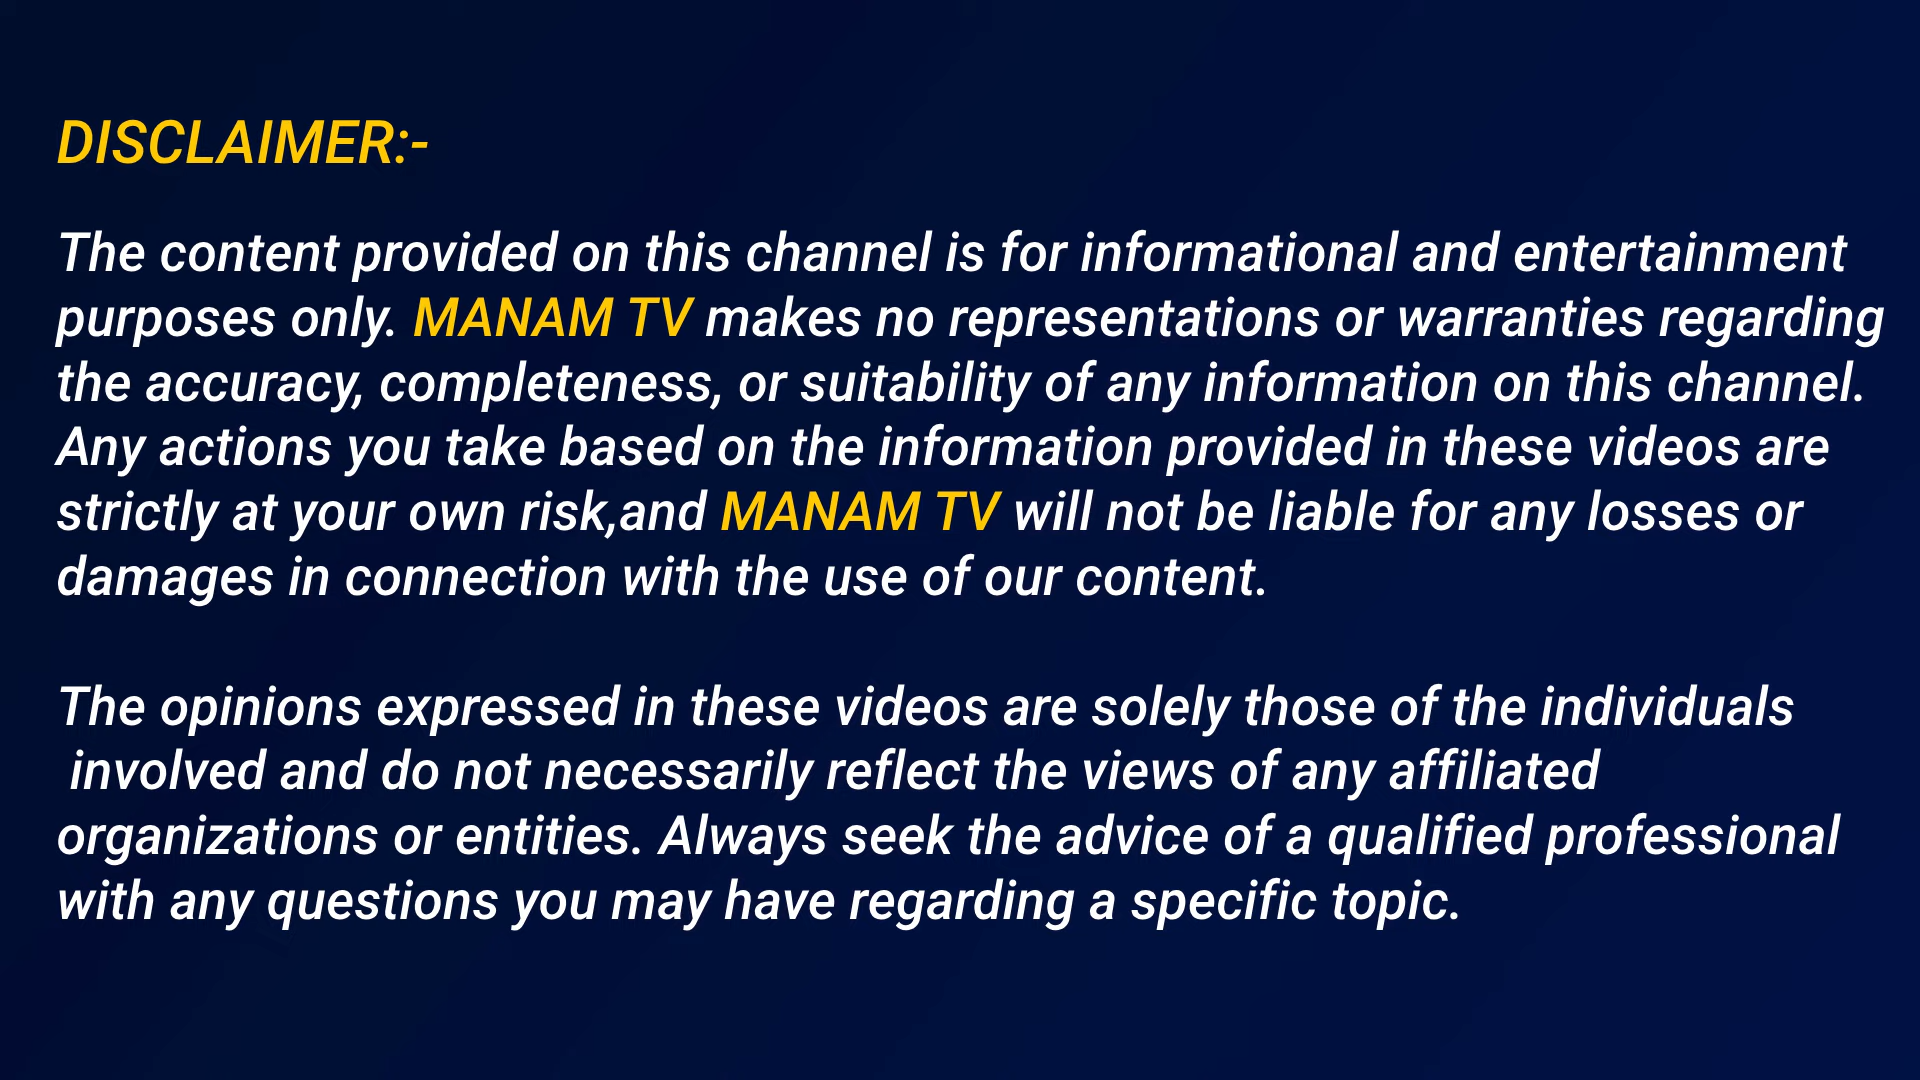 DISCLAIMER:-
The content provided on this channel is for informational and entertainment
purposes only. MANAM TV makes no representations or warranties regarding
the accuracy, completeness, or suitability of any information on this channel.
Any actions you take based on the information provided in these videos are
strictly at your own risk,and MANAM TV will not be liable for any losses or
damages in connection with the use of our content.
The opinions expressed in these videos are solely those of the individuals
involved and do not necessarily reflect the views of any affiliated
organizations or entities. Always seek the advice of a qualified professional
with any questions you may have regarding a specific topic.